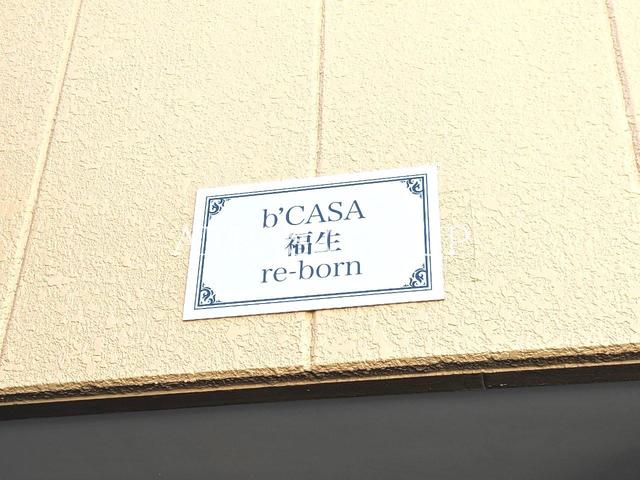 b'CASA
福生
re-born